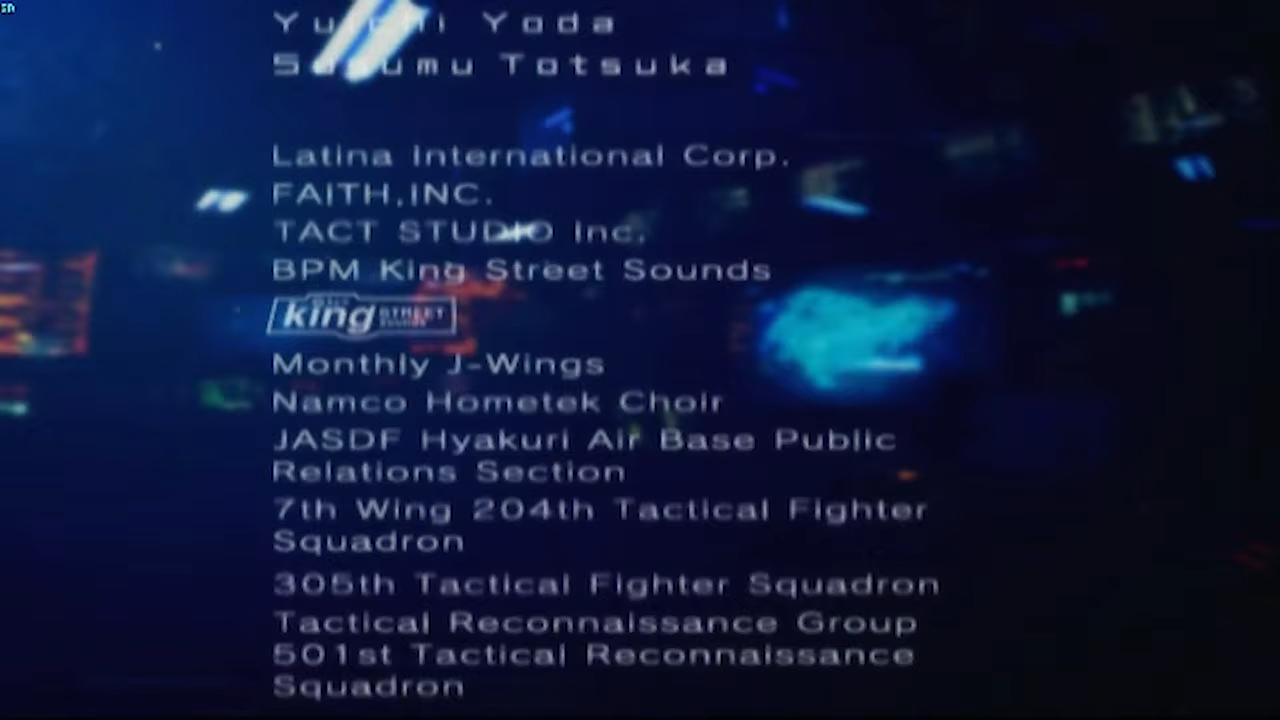 Yuichi Yoda
Susumu Totsuka
Latina International Corp.
FAITH,INC.
TACT STUDIO Inc.
BPM King Street Sounds
king STREET SOUNDS
Monthly J-Wings
Namco Hometek Choir
JASDF Hyakuri Air Base Public
Relations Section
7th Wing 204th Tactical Fighter
Squadron
305th Tactical Fighter Squadron
Tactical Reconnaissance Group
501st Tactical Reconnaissance
Squadron